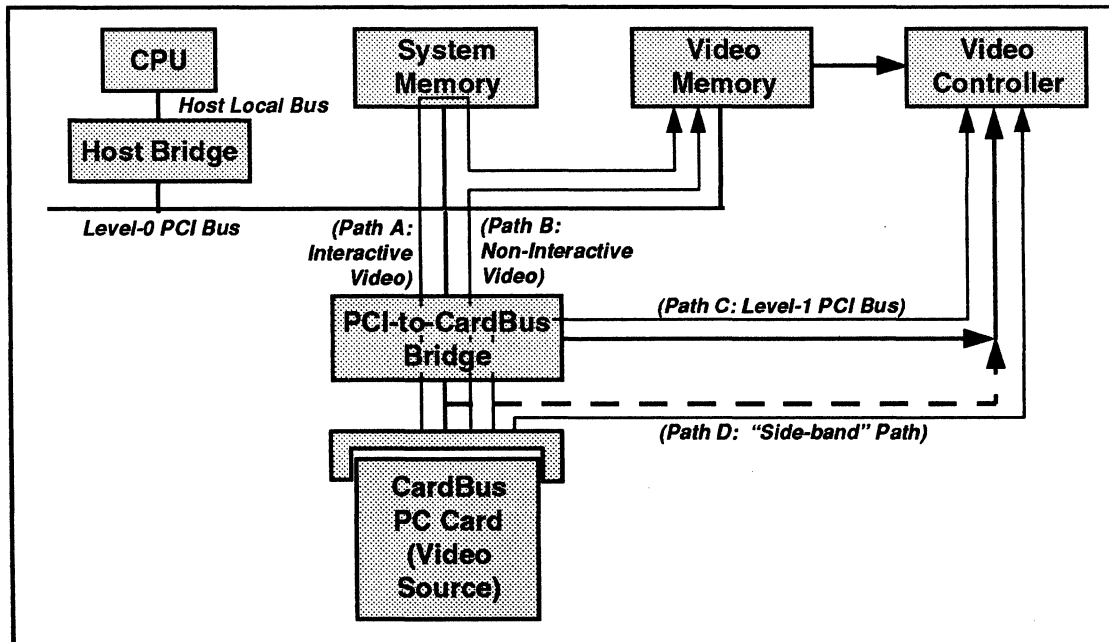 CPU
System
Memory
Video
Memory
Video
Controller
Host Local Bus
Host Bridge
Level-0 PCI Bus
(Path A:
Interactive
Video)
(Path B:
Non-Interactive
Video)
PCI-to-CardBus
Bridge
(Path C: Level-1 PCI Bus)
(Path D: "Side-band" Path)
CardBus
PC Card
(Video
Source)